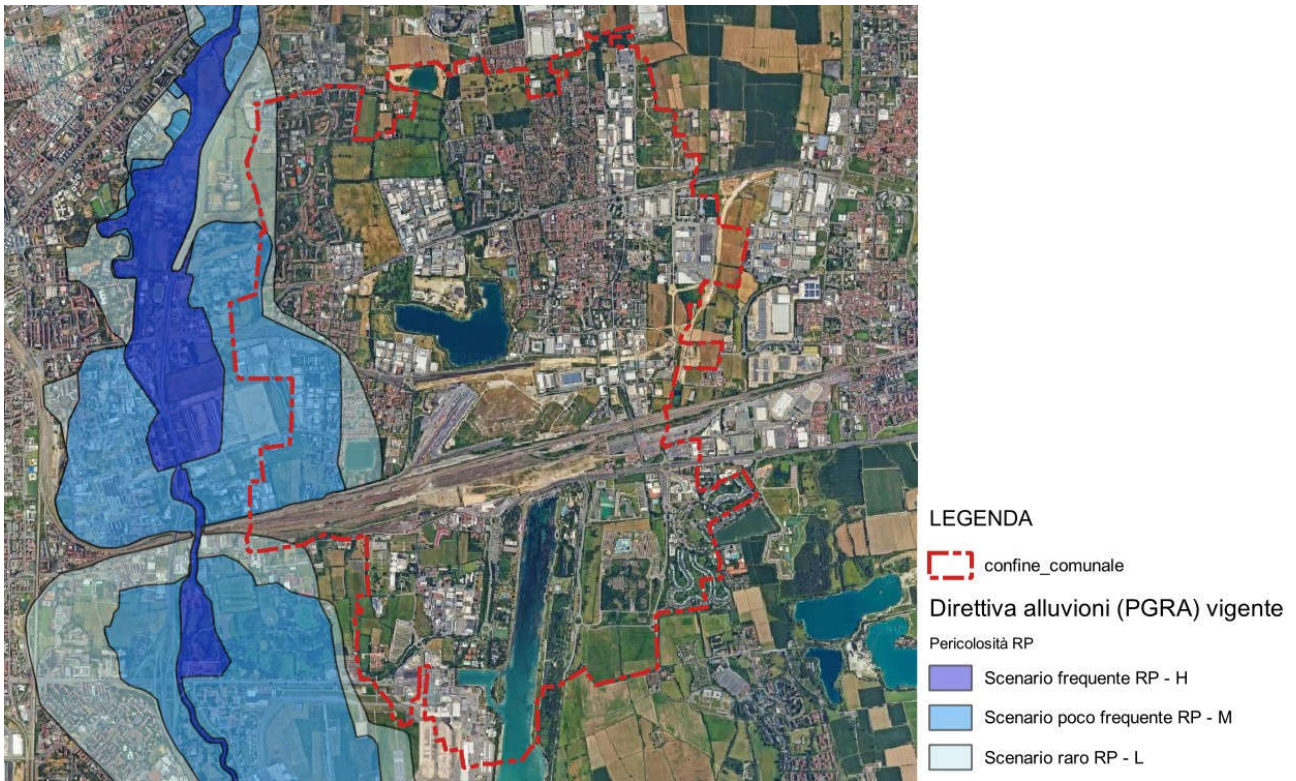 LEGENDA
confine_comunale
Direttiva alluvioni (PGRA) vigente
Pericolosità RP
Scenario frequente RP - H
Scenario poco frequente RP - M
Scenario raro RP - L